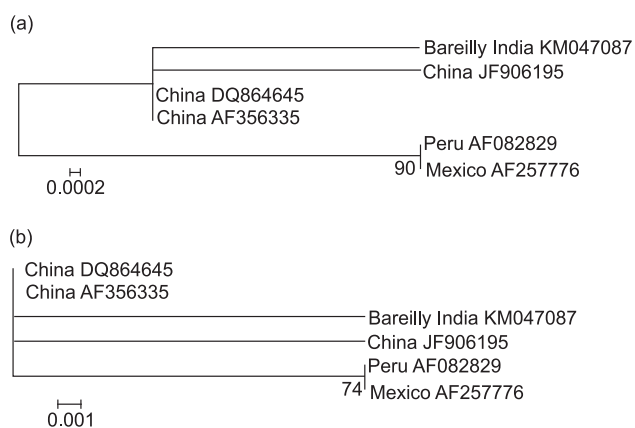 (a)
Bareilly India KM047087
China JF906195
China DQ864645
China AF356335
Peru AF082829
90
Mexico AF257776
0.0002
(b)
China DQ864645
China AF356335
Bareilly India KM047087
China JF906195
Peru AF082829
74
Mexico AF257776
0.001